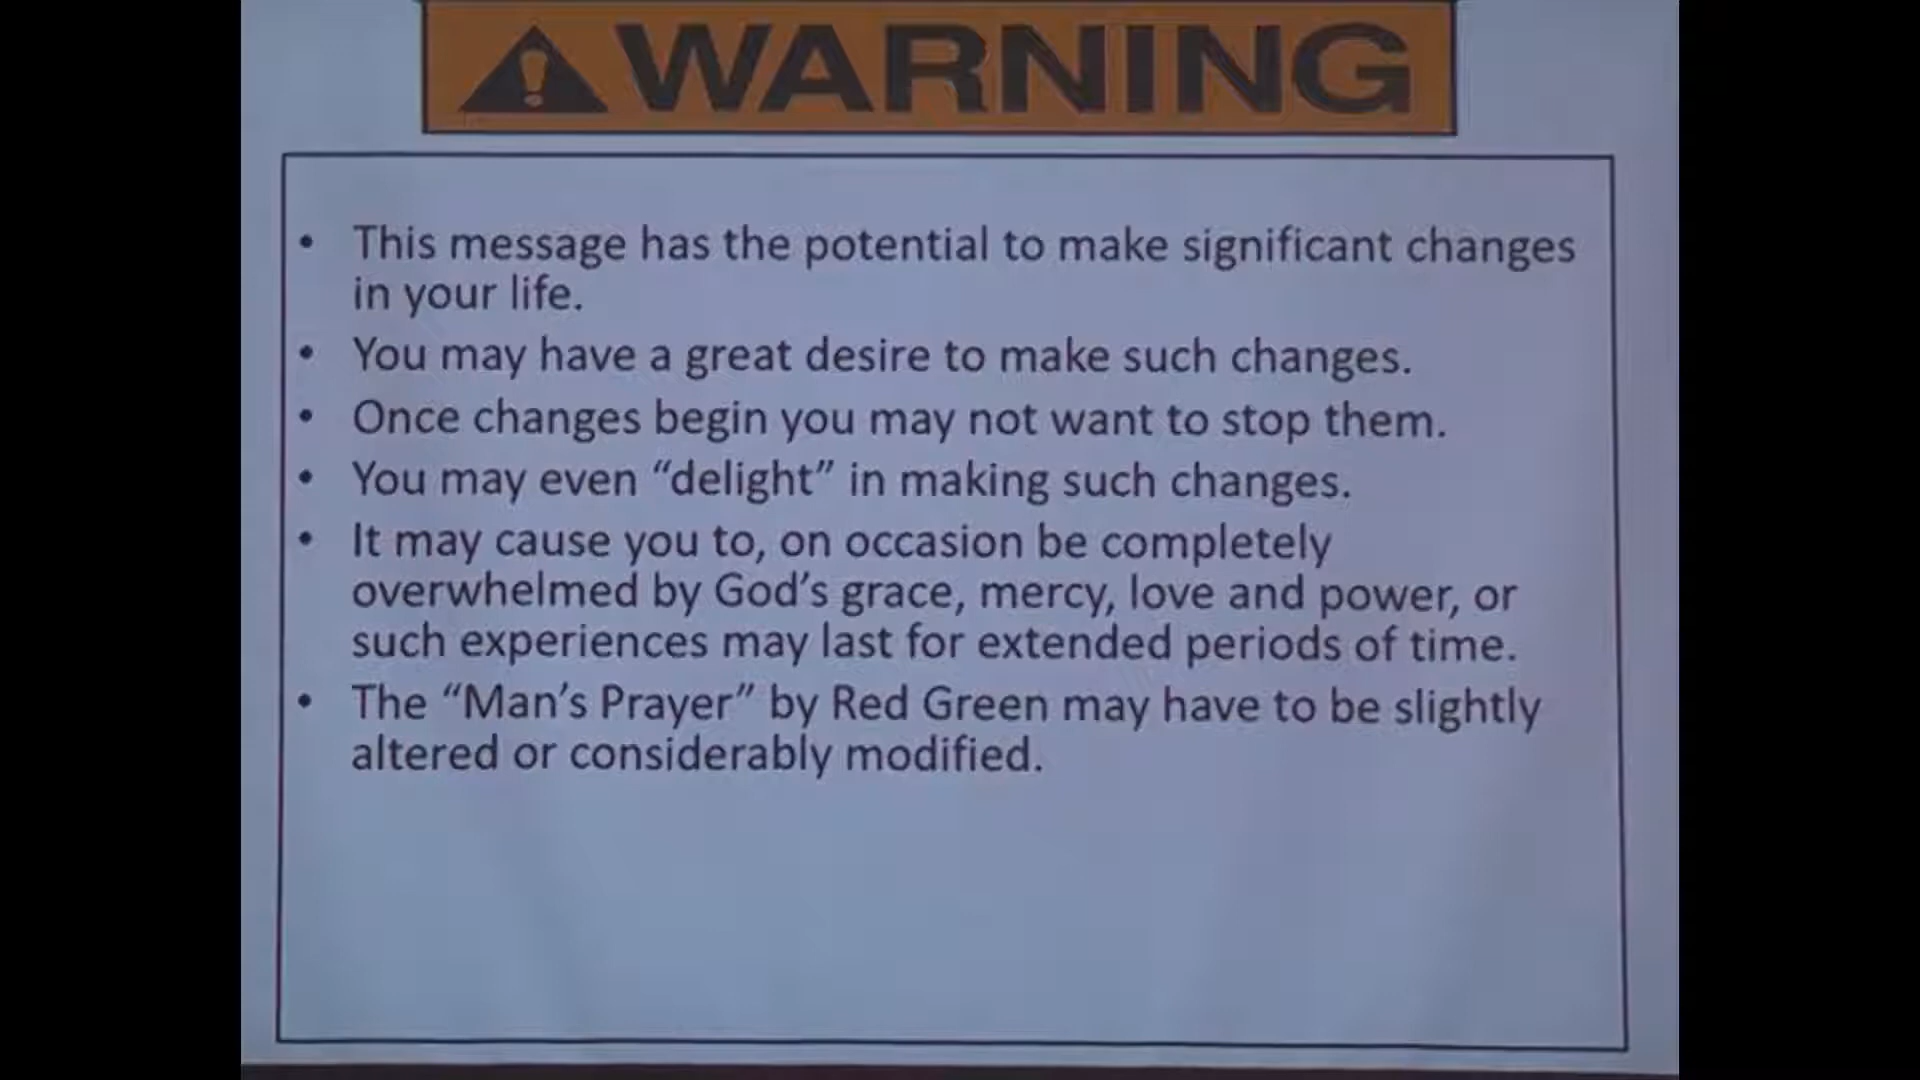 WARNING
• This message has the potential to make significant changes
in your life.
• You may have a great desire to make such changes.
• Once changes begin you may not want to stop them.
• You may even “delight” in making such changes.
• It may cause you to, on occasion be completely
overwhelmed by God’s grace, mercy, love and power, or
such experiences may last for extended periods of time.
• The “Man’s Prayer” by Red Green may have to be slightly
altered or considerably modified.